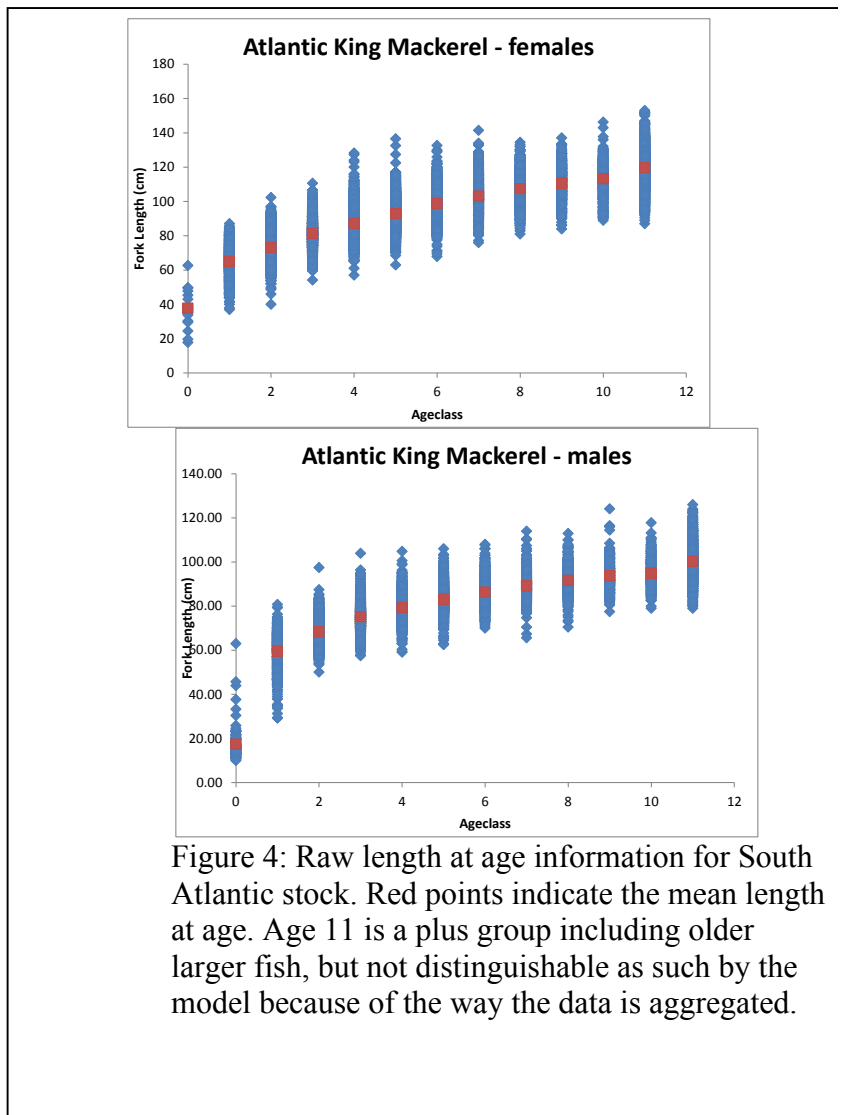 Atlantic King Mackerel - females
180
160
140
120
100
80
60
40
20
0
Fork Length (cm)
0 2 4 6 8 10 12
Ageclass
Atlantic King Mackerel - males
140.00
120.00
100.00
80.00
60.00
40.00
20.00
0.00
Fork Length (cm)
0 2 4 6 8 10 12
Ageclass
Figure 4: Raw length at age information for South
Atlantic stock. Red points indicate the mean length
at age. Age 11 is a plus group including older
larger fish, but not distinguishable as such by the
model because of the way the data is aggregated.